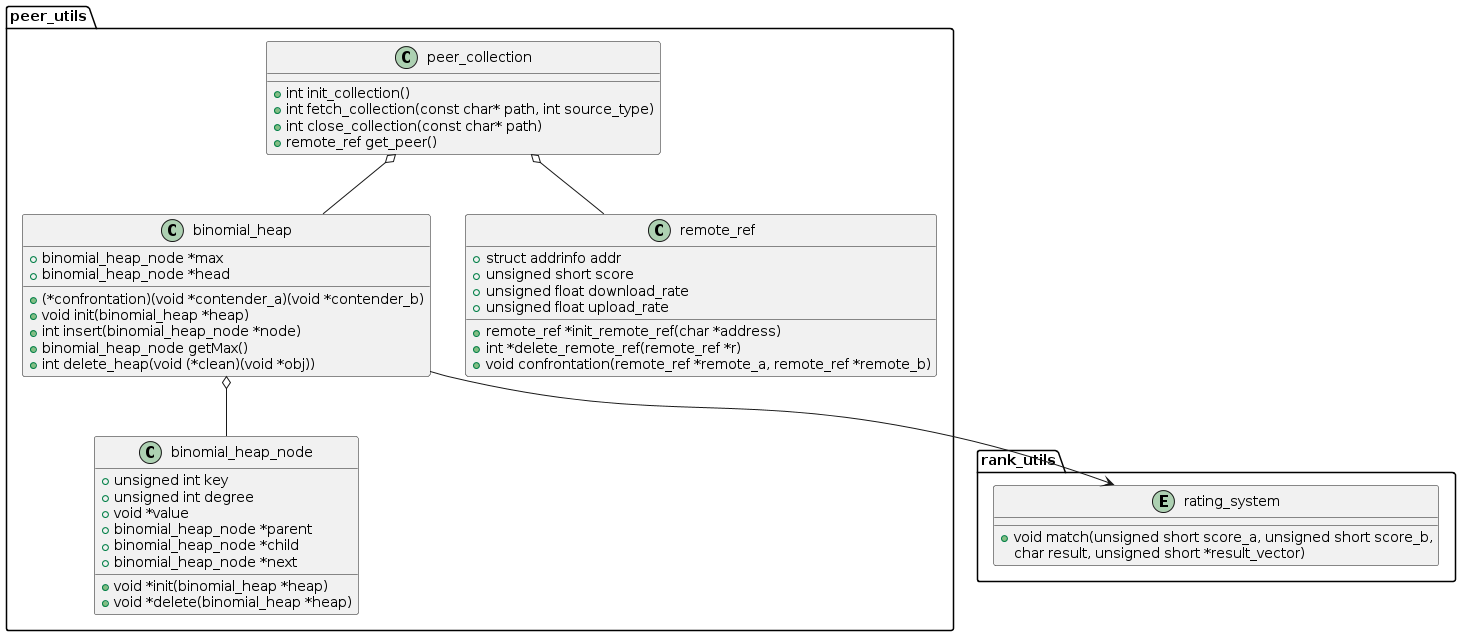 peer_utils
C peer_collection
int init_collection()
int fetch_collection(const char* path, int source_type)
int close_collection(const char* path)
remote_ref get_peer()
C binomial_heap
binomial_heap_node *max
binomial_heap_node *head
(*confrontation)(void *contender_a)(void *contender_b)
void init(binomial_heap *heap)
int insert(binomial_heap_node *node)
binomial_heap_node getMax()
int delete_heap(void (*clean)(void *obj))
C remote_ref
struct addrinfo addr
unsigned short score
unsigned float download_rate
unsigned float upload_rate
remote_ref *init_remote_ref(char *address)
int *delete_remote_ref(remote_ref *r)
void confrontation(remote_ref *remote_a, remote_ref *remote_b)
C binomial_heap_node
unsigned int key
unsigned int degree
void *value
binomial_heap_node *parent
binomial_heap_node *child
binomial_heap_node *next
void *init(binomial_heap *heap)
void *delete(binomial_heap *heap)
rank_utils
E rating_system
void match(unsigned short score_a, unsigned short score_b,
char result, unsigned short *result_vector)